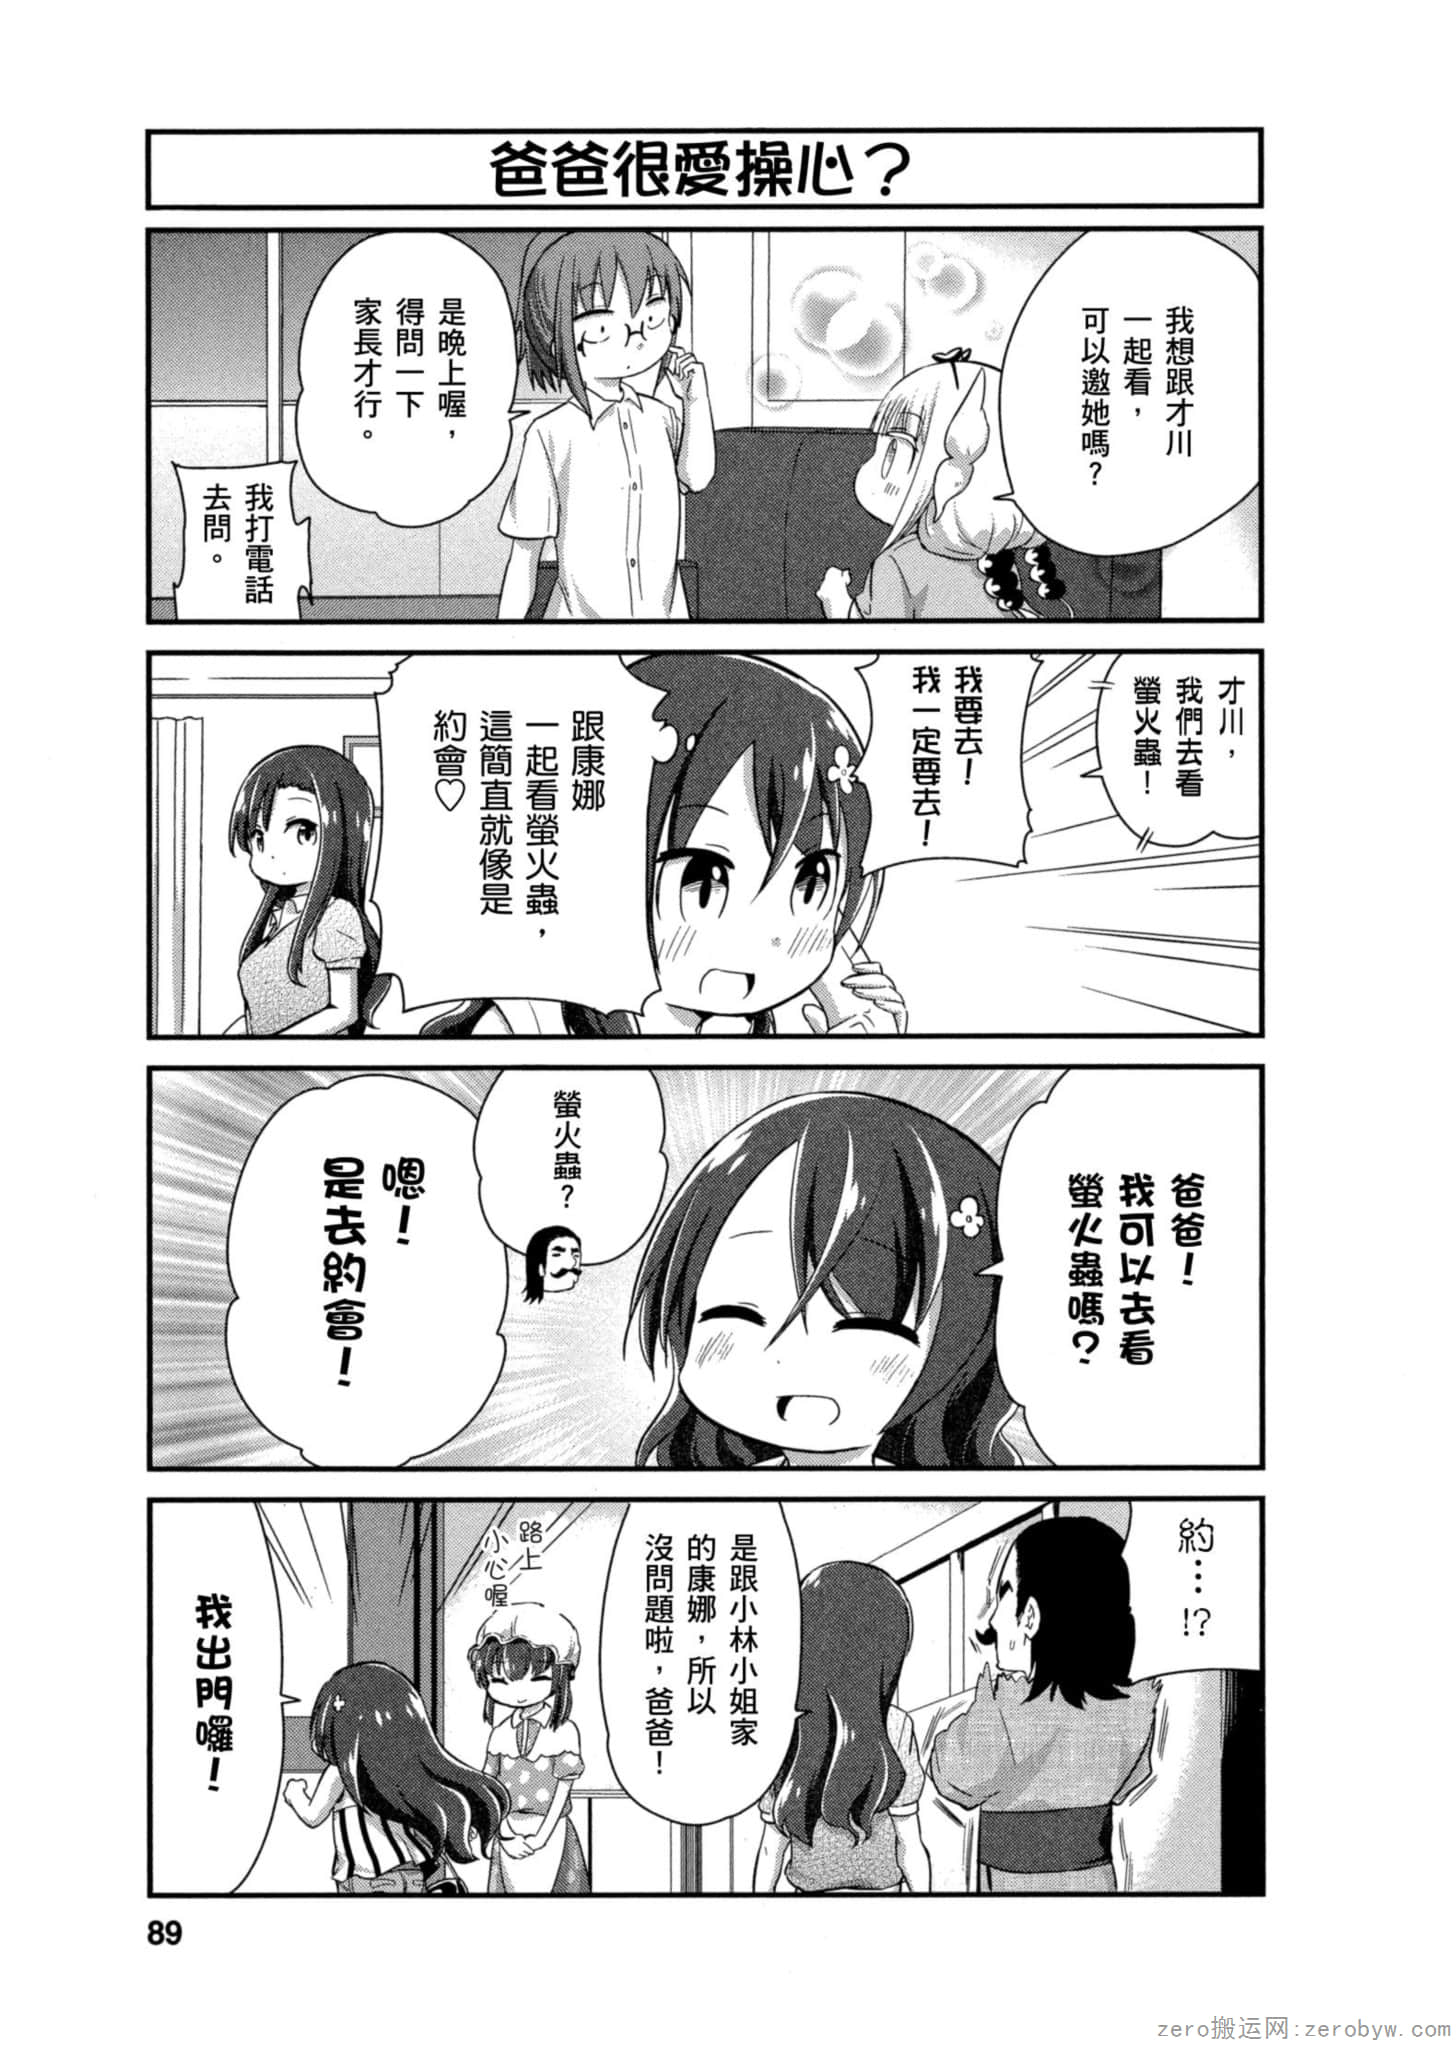 爸爸很愛操心？
我想跟才川
一起看，
可以邀她嗎？
是晚上喔，
得問一下
家長才行。
我打電話
去問。
才川，
我們去看
螢火蟲！
我要去！
我一定要去！
跟康娜
一起看螢火蟲，
這簡直就像是
約會♡
爸爸！
我可以去看
螢火蟲嗎？
螢火蟲？
嗯！
是去約會！
約…!?
是跟小林小姐家
的康娜，所以
沒問題啦，爸爸！
路上
小心喔
我出門囉！
89
zero搬运网:zerobyw.com